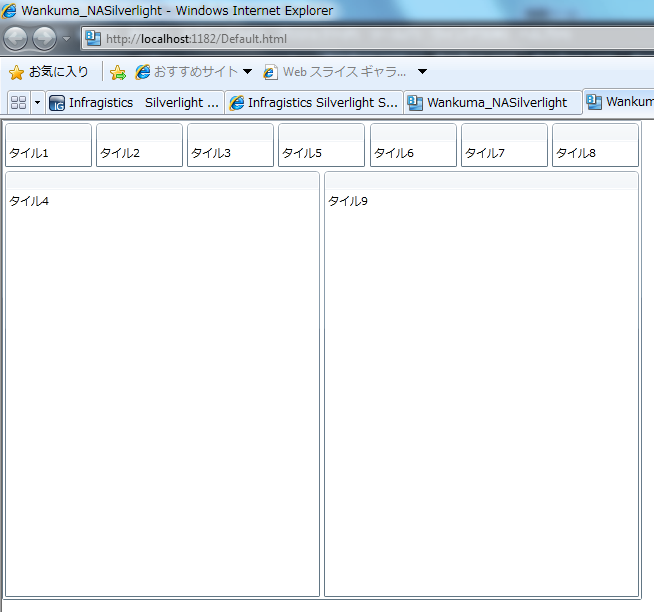 Wankuma_NASilverlight - Windows Internet Explorer
http://localhost:1182/Default.html
お気に入り おすすめサイト Web スライス ギャラ...
Infragistics Silverlight ... Infragistics Silverlight S... Wankuma_NASilverlight Wankum
タイル1 タイル2 タイル3 タイル5 タイル6 タイル7 タイル8
タイル4 タイル9